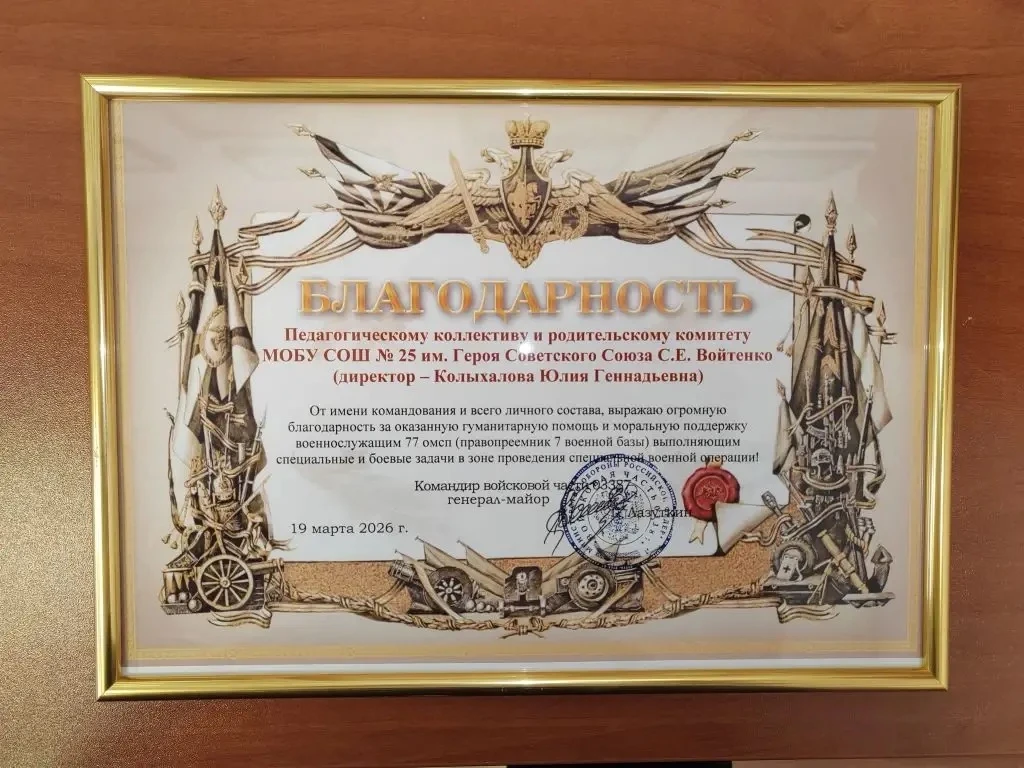 БЛАГОДАРНОСТЬ
Педагогическому коллективу и родительскому комитету
МОБУ СОШ № 25 им. Героя Советского Союза С.Е. Войтенко
(директор – Колыхалова Юлия Геннадьевна)
От имени командования и всего личного состава, выражаю огромную
благодарность за оказанную гуманитарную помощь и моральную поддержку
военнослужащим 77 омсп (правопреемник 7 военной базы) выполняющим
специальные и боевые задачи в зоне проведения специальной военной операции!
Командир войсковой части 03387
генерал-майор
Лазуткин
19 марта 2026 г.